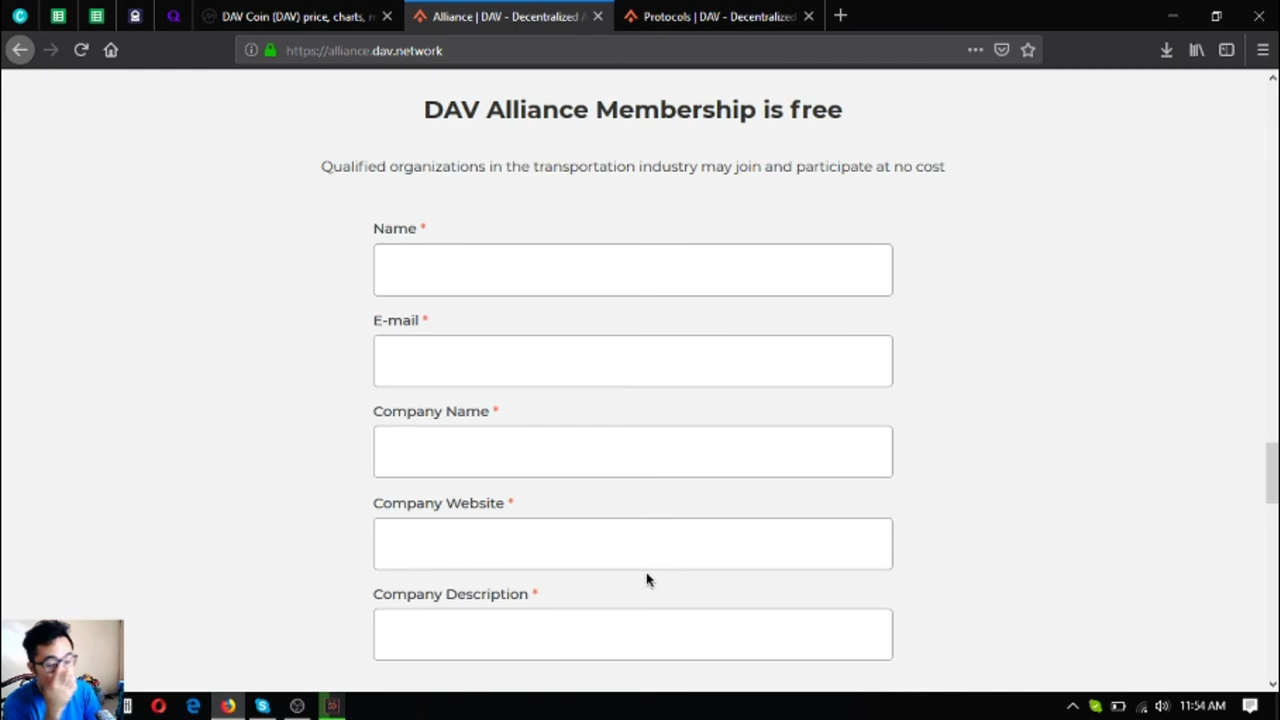 DAV Coin (DAV) price, charts, m
Alliance | DAV - Decentralized A
Protocols | DAV - Decentralized
https://alliance.dav.network
DAV Alliance Membership is free
Qualified organizations in the transportation industry may join and participate at no cost
Name *
E-mail *
Company Name *
Company Website *
Company Description *
11:54 AM